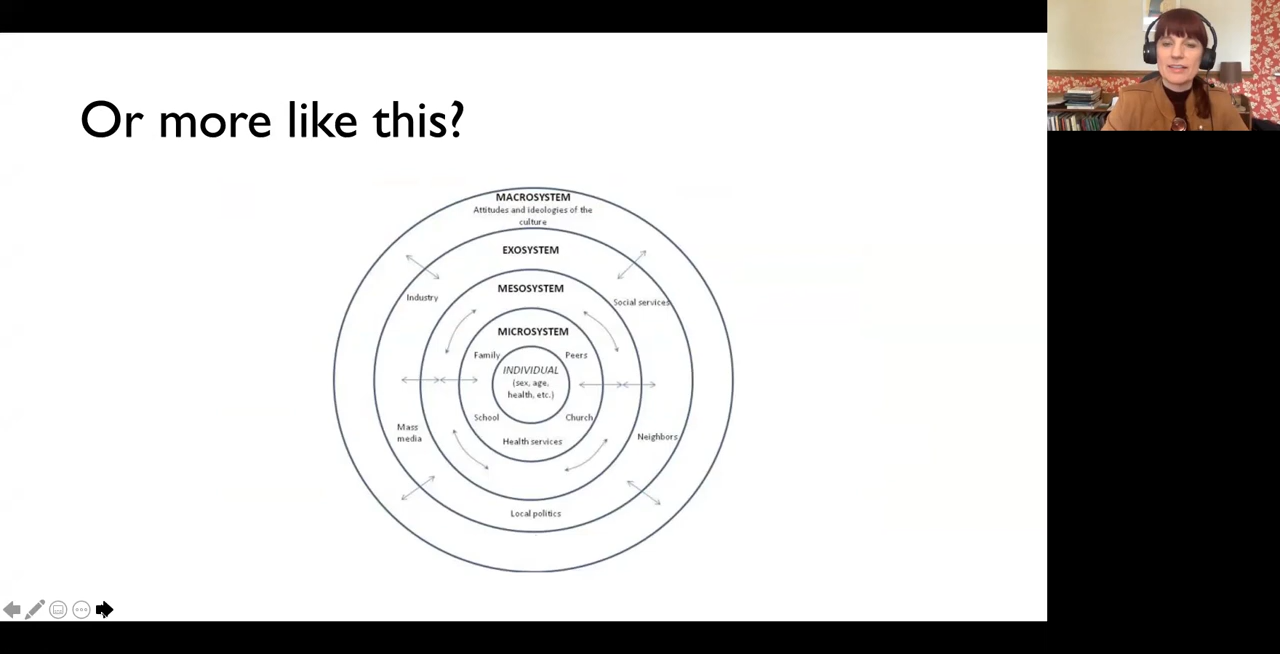 Or more like this?
MACROSYSTEM
Attitudes and ideologies of the
culture
EXOSYSTEM
MESOSYSTEM
Industry
Social services
MICROSYSTEM
Family
Peers
INDIVIDUAL
(sex, age,
health, etc.)
School
Church
Mass
media
Health services
Neighbors
Local politics